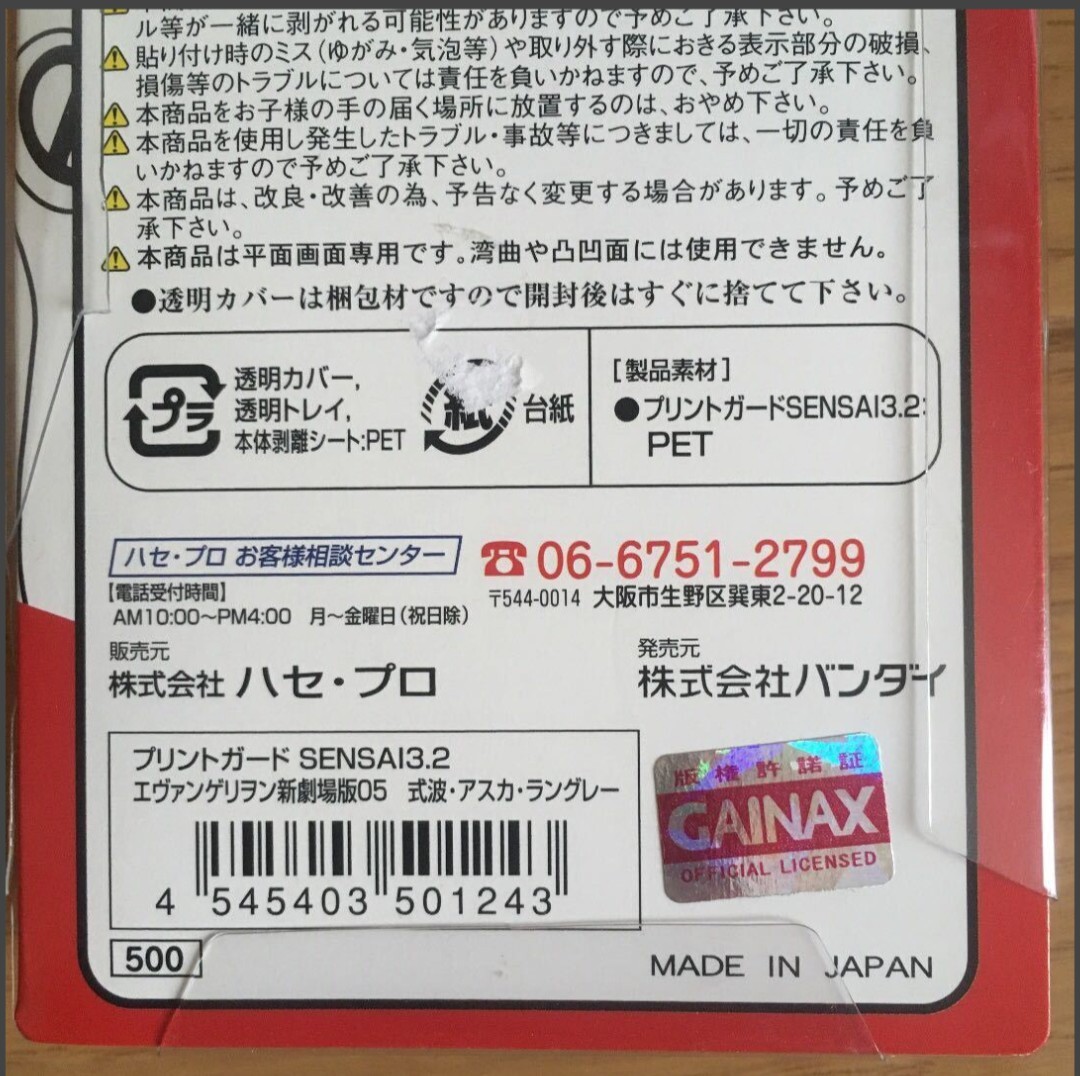 ル等が一緒に剥がれる可能性がありますので予めご了承下さい。
貼り付け時のミス(ゆがみ・気泡等)や取り外す際におきる表示部分の破損、
損傷等のトラブルについては責任を負いかねますので、予めご了承下さい。
本商品をお子様の手の届く場所に放置するのは、おやめ下さい。
本商品を使用し発生したトラブル・事故等につきましては、一切の責任を負
いかねますので予めご了承下さい。
本商品は、改良・改善の為、予告なく変更する場合があります。予めご了
承下さい。
本商品は平面画面専用です。湾曲や凸凹面には使用できません。
●透明カバーは梱包材ですので開封後はすぐに捨てて下さい。
プラ
透明カバー,
透明トレイ,
本体剥離シート:PET
紙
台紙
[製品素材]
●プリントガードSENSAI3.2:
PET
ハセ・プロ お客様相談センター
☎06-6751-2799
【電話受付時間】
〒544-0014 大阪市生野区巽東2-20-12
AM10:00～PM4:00 月～金曜日(祝日除)
販売元
株式会社 ハセ・プロ
発売元
株式会社バンダイ
プリントガード SENSAI3.2
エヴァンゲリヲン新劇場版05 式波・アスカ・ラングレー
4 545403 501243
版権許諾証
GAINAX
OFFICIAL LICENSED
500
MADE IN JAPAN